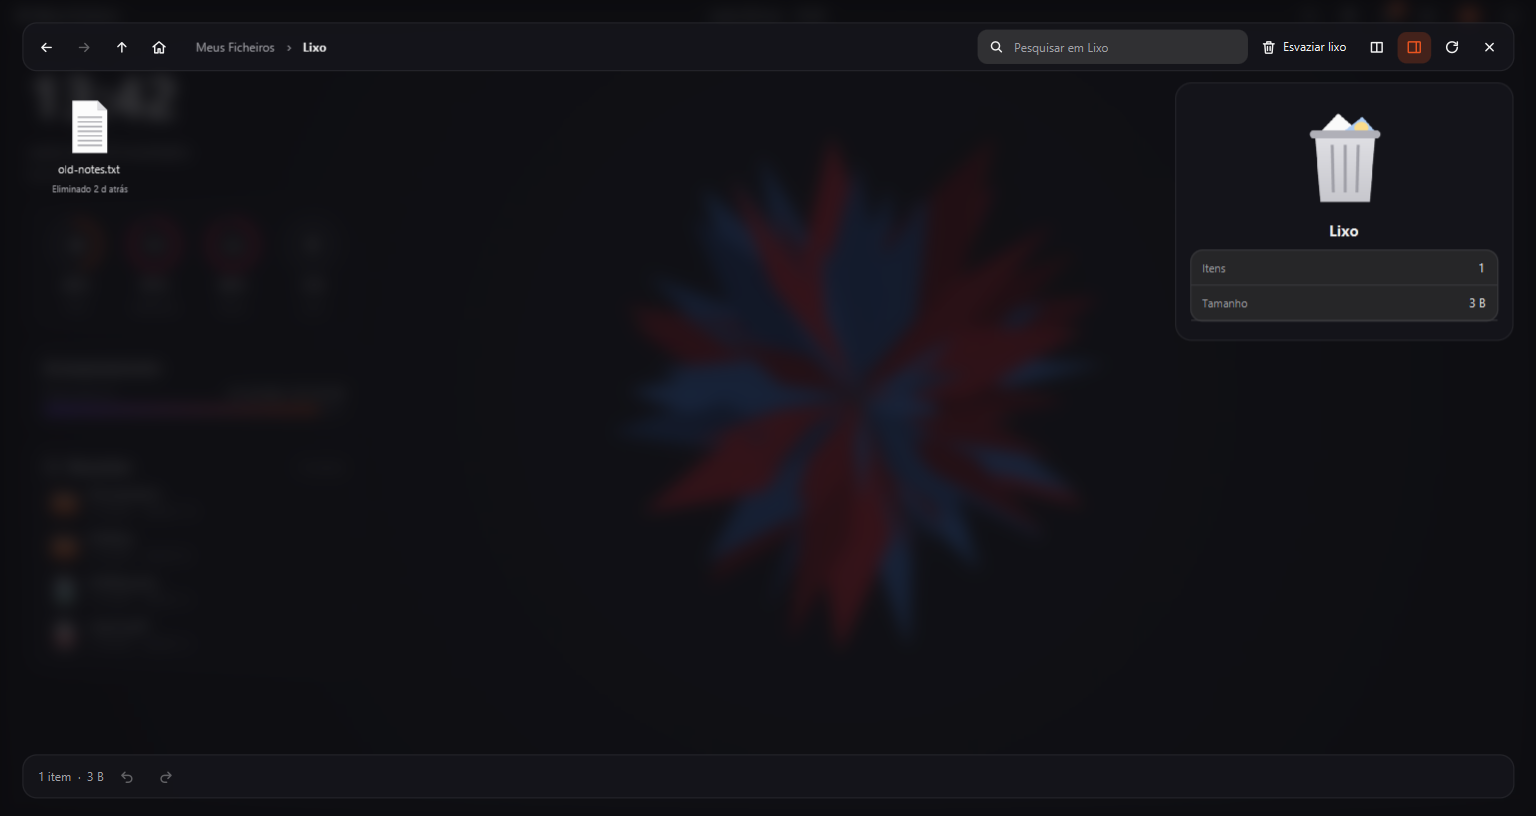 Meus Ficheiros › Lixo
Pesquisar em Lixo
Esvaziar lixo
old-notes.txt
Eliminado 2 d atrás
Lixo
Itens 1
Tamanho 3 B
1 item · 3 B